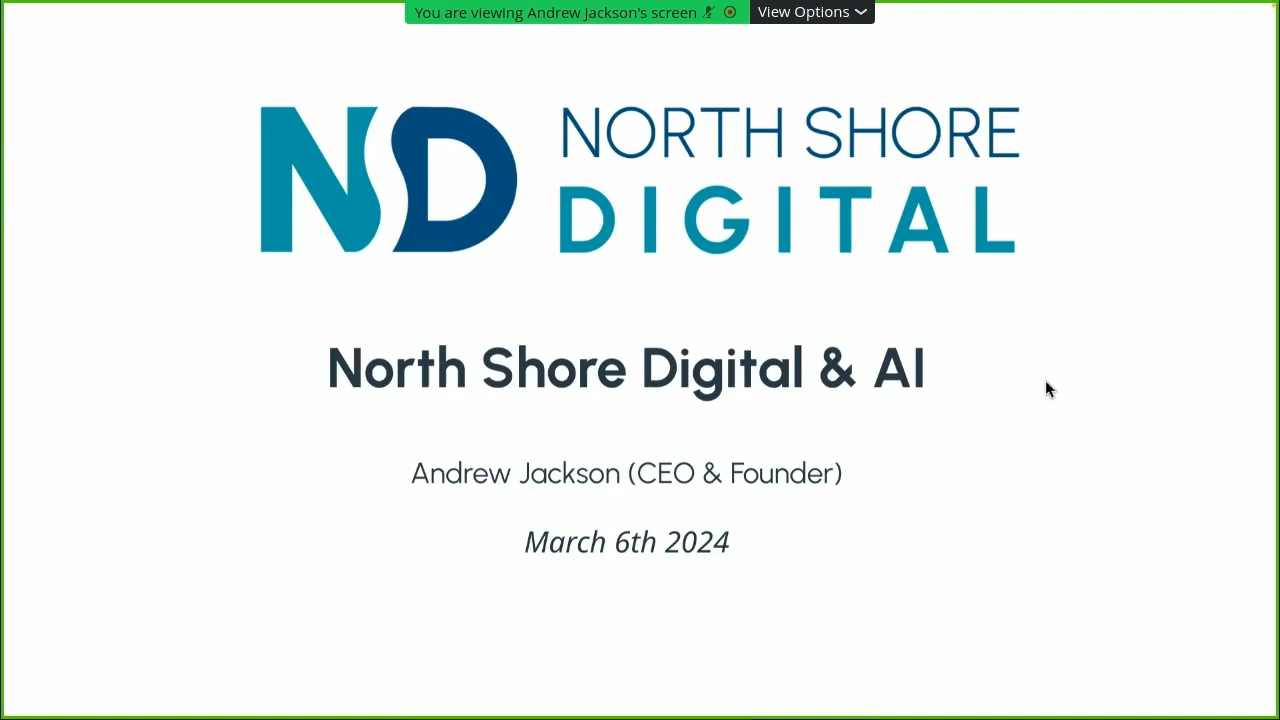 You are viewing Andrew Jackson's screen
View Options
ND
NORTH SHORE
DIGITAL
North Shore Digital & AI
Andrew Jackson (CEO & Founder)
March 6th 2024